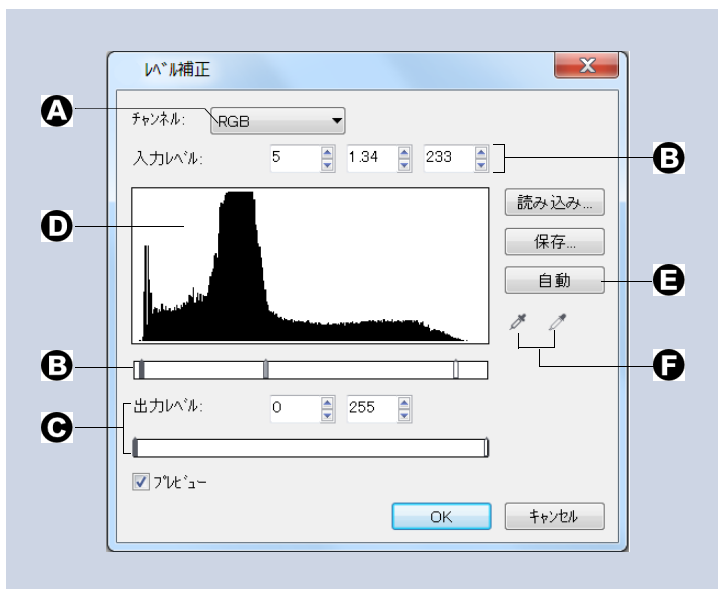 レベル補正
A
チャンネル: RGB
入力レベル: 5 1.34 233
B
D
読み込み...
保存...
自動
E
F
B
出力レベル: 0 255
C
プレビュー
OK キャンセル